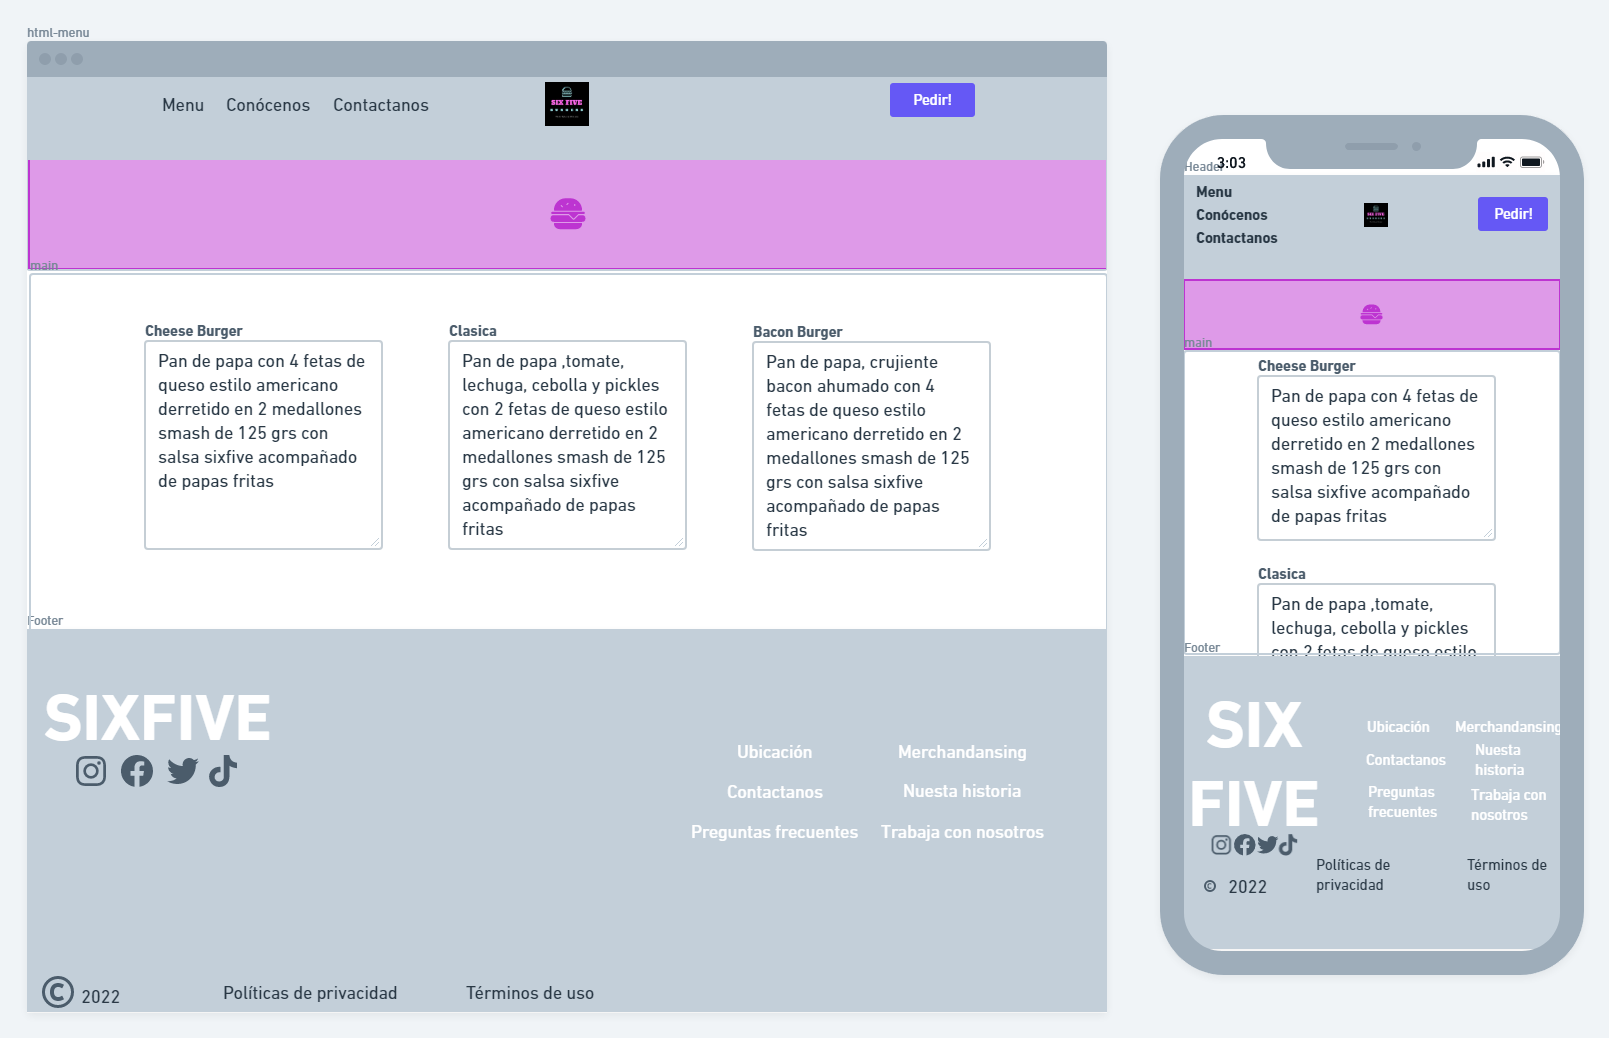 html-menu
Menu Conócenos Contactanos
SIX FIVE
Pedir!
main
Cheese Burger
Pan de papa con 4 fetas de
queso estilo americano
derretido en 2 medallones
smash de 125 grs con
salsa sixfive acompañado
de papas fritas
Clasica
Pan de papa ,tomate,
lechuga, cebolla y pickles
con 2 fetas de queso estilo
americano derretido en 2
medallones smash de 125
grs con salsa sixfive
acompañado de papas
fritas
Bacon Burger
Pan de papa, crujiente
bacon ahumado con 4
fetas de queso estilo
americano derretido en 2
medallones smash de 125
grs con salsa sixfive
acompañado de papas
fritas
Footer
SIXFIVE
Ubicación Merchandansing
Contactanos Nuesta historia
Preguntas frecuentes Trabaja con nosotros
© 2022 Políticas de privacidad Términos de uso
Header
3:03
Menu
Conócenos
Contactanos
SIX FIVE
Pedir!
main
Cheese Burger
Pan de papa con 4 fetas de
queso estilo americano
derretido en 2 medallones
smash de 125 grs con
salsa sixfive acompañado
de papas fritas
Clasica
Pan de papa ,tomate,
lechuga, cebolla y pickles
con 2 fetas de queso estilo
Footer
SIX
FIVE
Ubicación
Contactanos
Preguntas
frecuentes
Merchandansing
Nuesta
historia
Trabaja con
nosotros
© 2022
Políticas de
privacidad
Términos de
uso